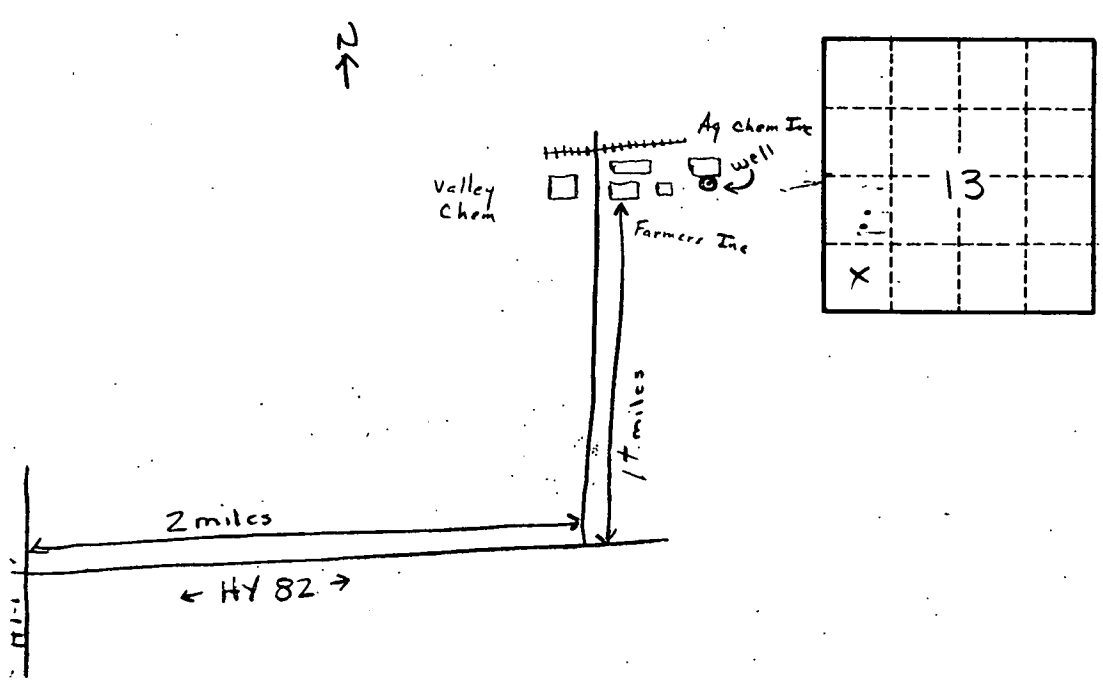 N
Ag Chem Inc
well
Valley
Chem
Farmers Inc
13
X
1+ miles
2 miles
← HY 82 →